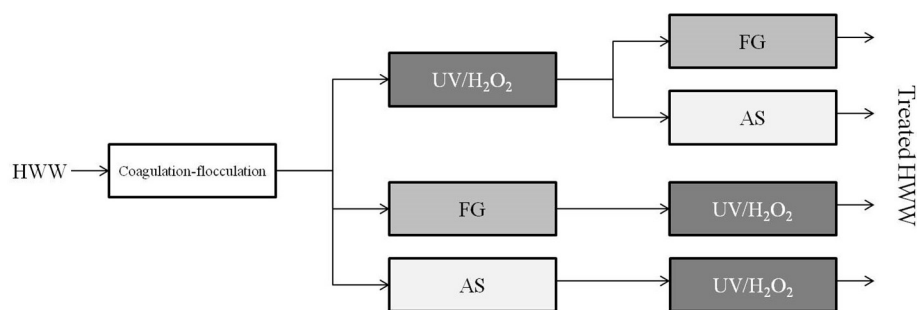 HWW
Coagulation-flocculation
UV/H₂O₂
FG
AS
FG
UV/H₂O₂
AS
UV/H₂O₂
Treated HWW